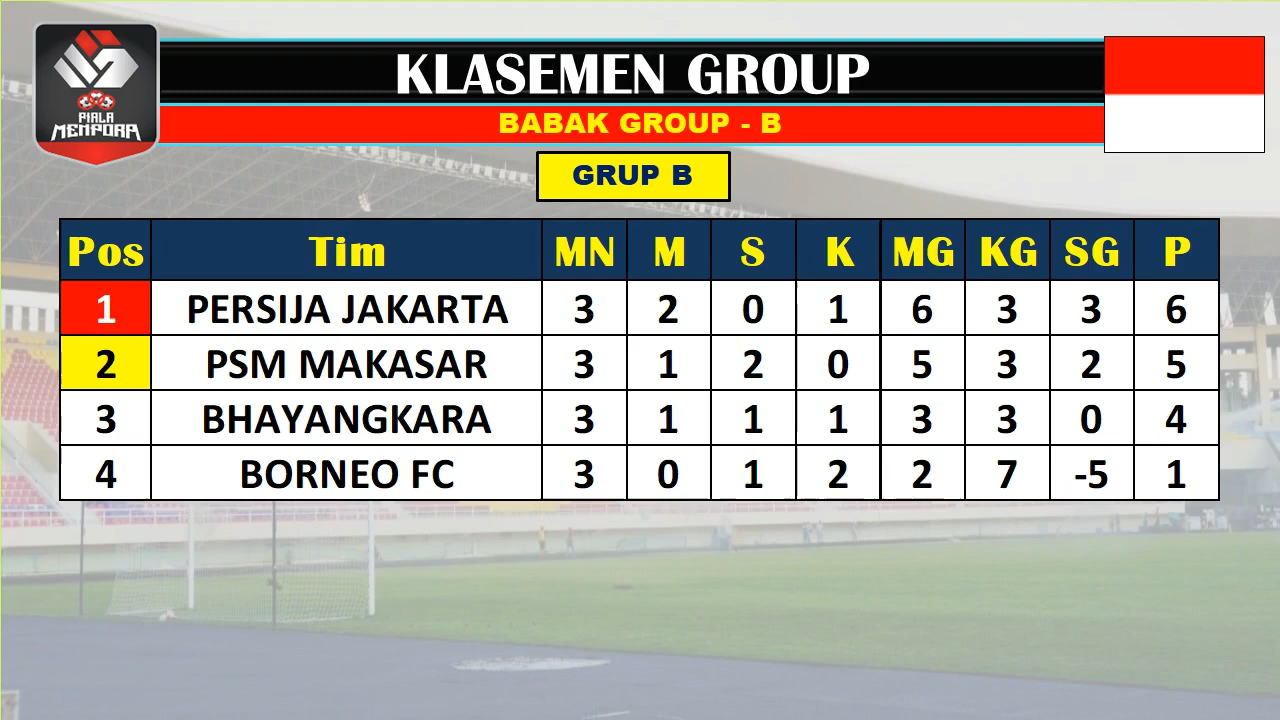 PIALA
MENPORA
KLASEMEN GROUP
BABAK GROUP - B
GRUP B
Pos Tim MN M S K MG KG SG P
1 PERSIJA JAKARTA 3 2 0 1 6 3 3 6
2 PSM MAKASAR 3 1 2 0 5 3 2 5
3 BHAYANGKARA 3 1 1 1 3 3 0 4
4 BORNEO FC 3 0 1 2 2 7 -5 1